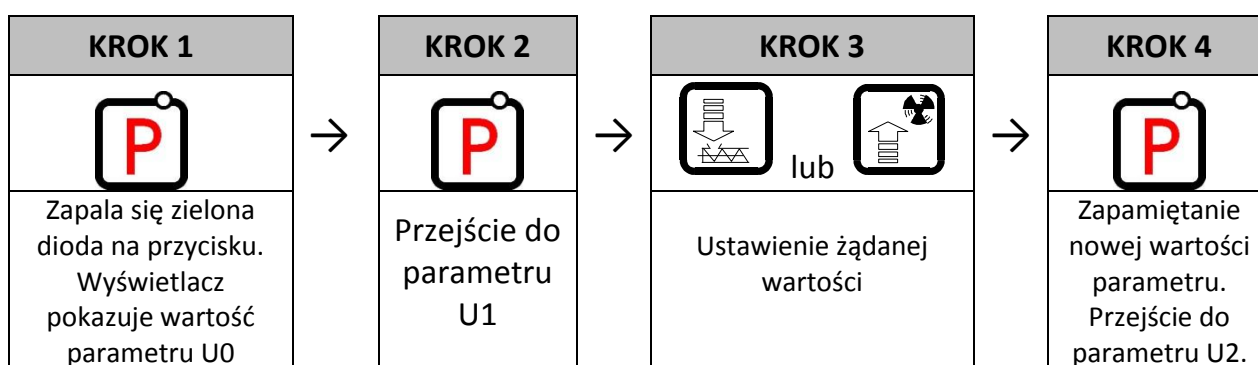 KROK 1
P
Zapala się zielona
dioda na przycisku.
Wyświetlacz
pokazuje wartość
parametru U0
→
KROK 2
P
Przejście do
parametru
U1
→
KROK 3
lub
Ustawienie żądanej
wartości
→
KROK 4
P
Zapamiętanie
nowej wartości
parametru.
Przejście do
parametru U2.